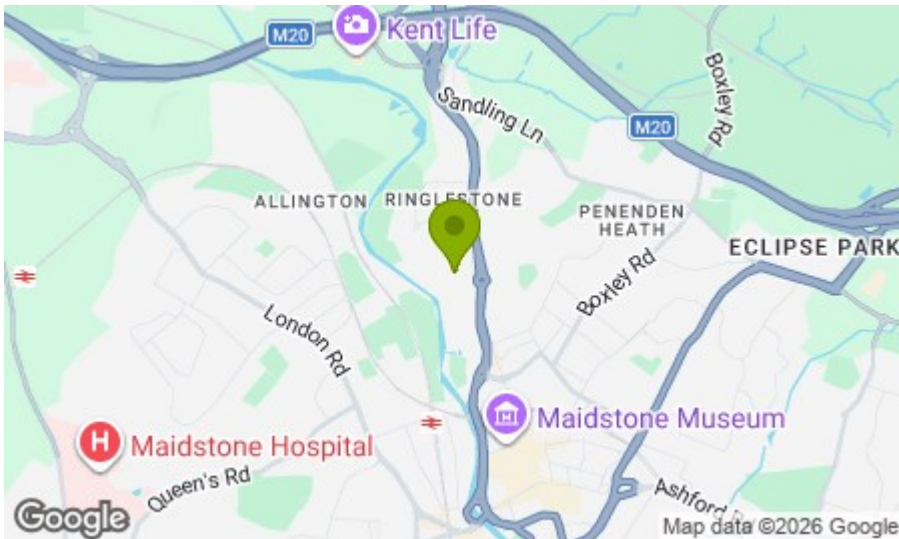 M20
Kent Life
Sandling Ln
Boxley Rd
M20
ALLINGTON
RINGLESTONE
PENENDEN
HEATH
ECLIPSE PARK
Boxley Rd
London Rd
Maidstone Museum
H
Maidstone Hospital
Queen's Rd
Ashford
Google
Map data ©2026 Google